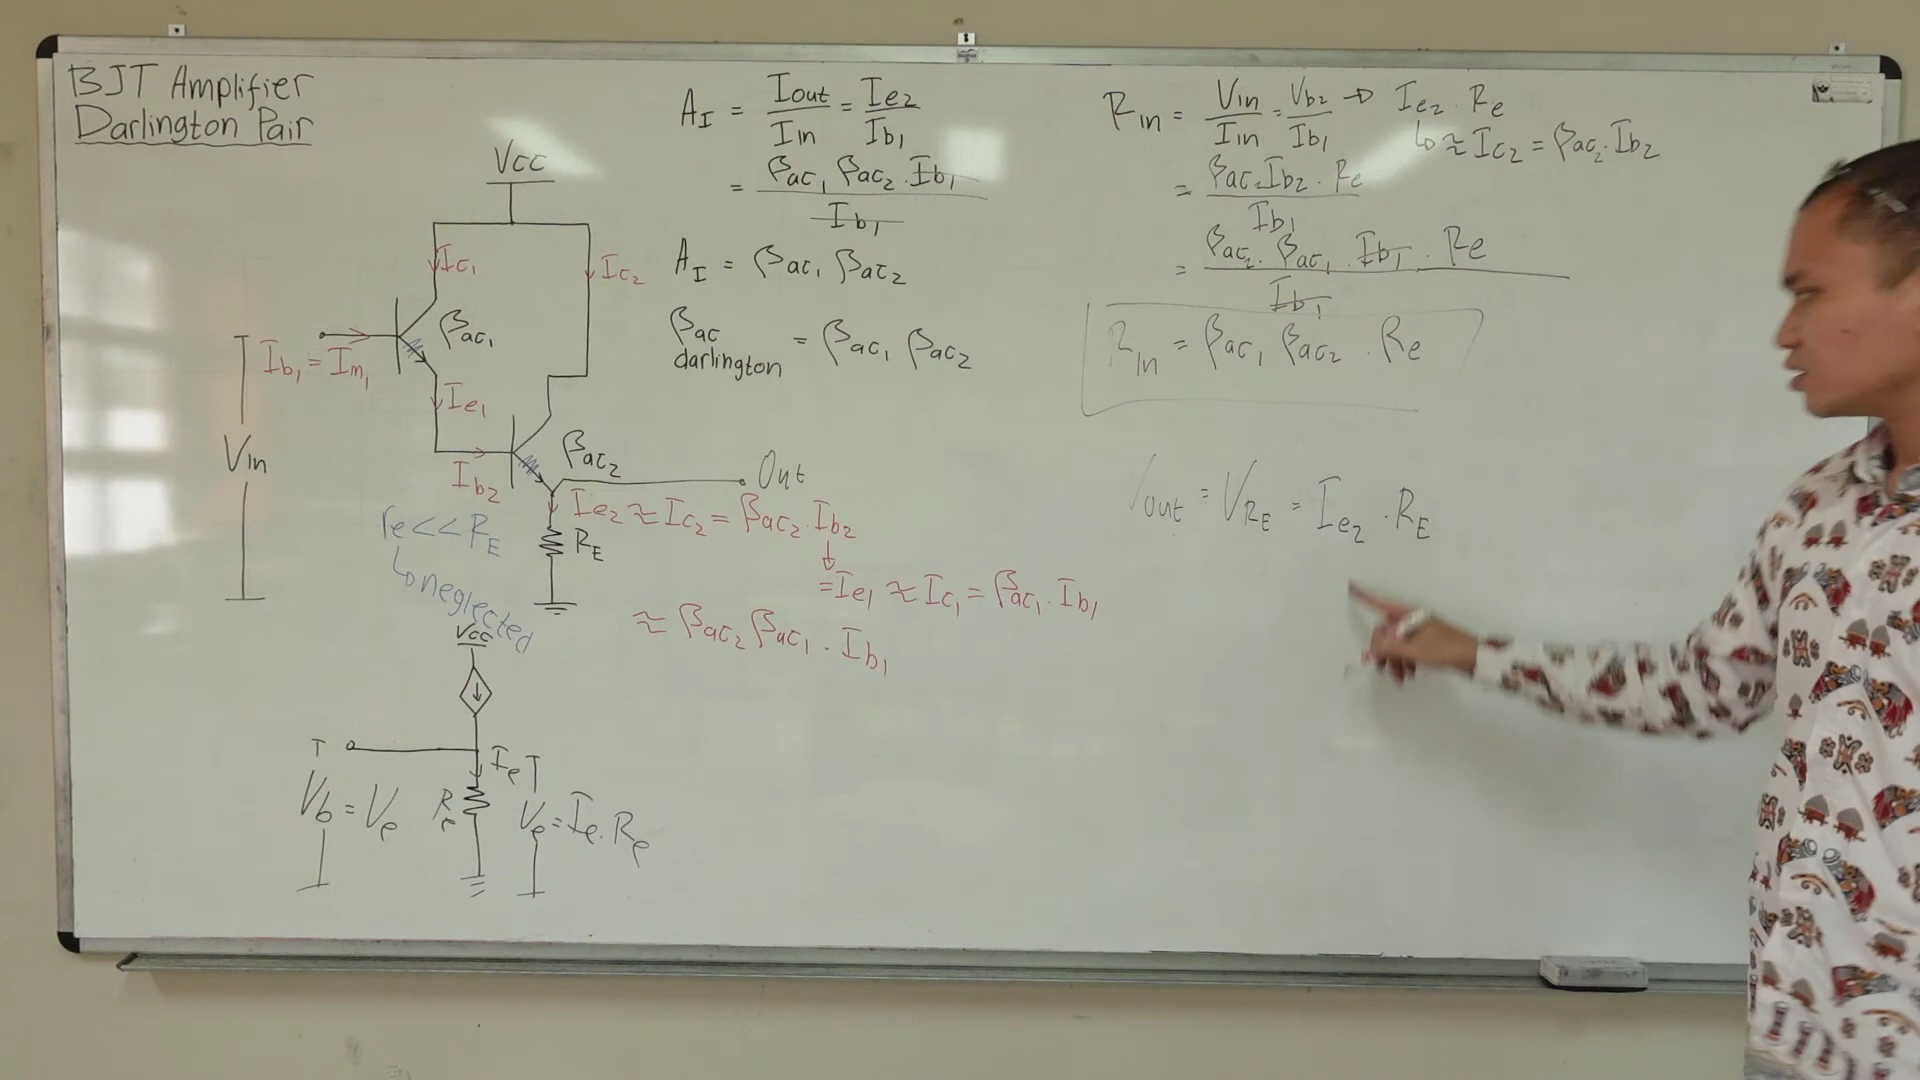 BJT Amplifier
Darlington Pair
Vcc
Ic1
Ic2
βac1
Ib1 = Iin1
Ie1
Vin
Ib2
βac2
Out
re << RE
↳ neglected
RE
Ie2 ≈ Ic2 = βac2 . Ib2
↓
= Ie1 ≈ Ic1 = βac1 . Ib1
≈ βac2 βac1 . Ib1
Vcc
Ie
Vb = Ve
Re
Ve = Ie . Re
AI = Iout / Iin = Ie2 / Ib1
= βac1 βac2 . Ib1 / Ib1
AI = βac1 βac2
βac darlington = βac1 βac2
Rin = Vin / Iin = Vb2 / Ib1 → Ie2 . Re
↳ ≈ Ic2 = βac2 . Ib2
= βac2 Ib2 . Re / Ib1
= βac2 . βac1 . Ib1 . Re / Ib1
Rin = βac1 βac2 . Re
Vout = VRE = Ie2 . RE